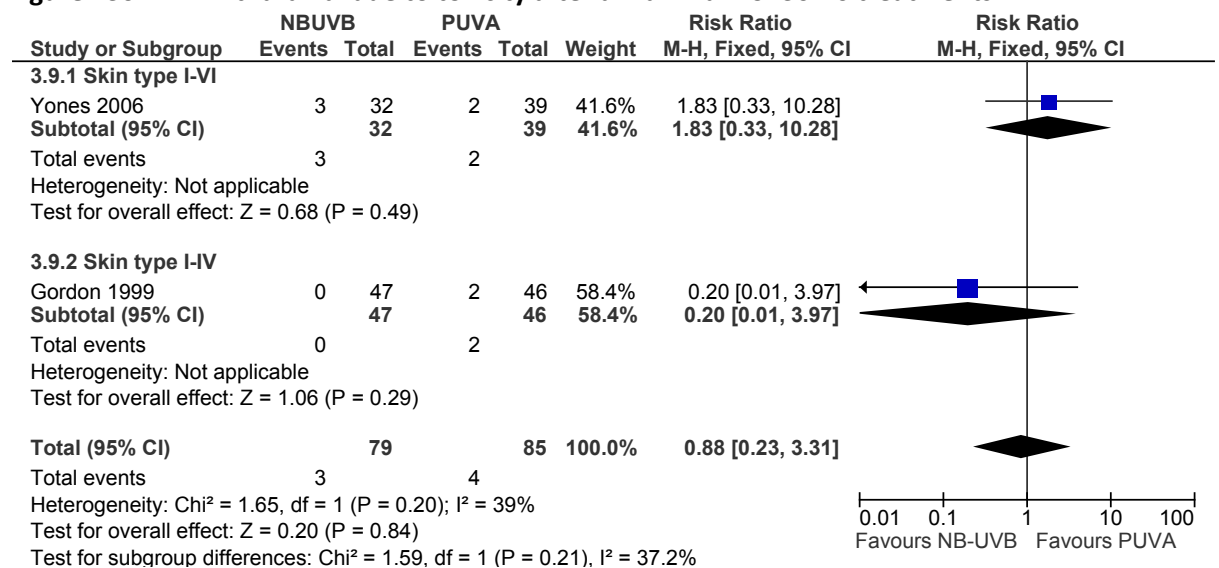 NBUVB PUVA Risk Ratio Risk Ratio
Study or Subgroup Events Total Events Total Weight M-H, Fixed, 95% CI M-H, Fixed, 95% CI
3.9.1 Skin type I-VI
Yones 2006 3 32 2 39 41.6% 1.83 [0.33, 10.28]
Subtotal (95% CI) 32 39 41.6% 1.83 [0.33, 10.28]
Total events 3 2
Heterogeneity: Not applicable
Test for overall effect: Z = 0.68 (P = 0.49)
3.9.2 Skin type I-IV
Gordon 1999 0 47 2 46 58.4% 0.20 [0.01, 3.97]
Subtotal (95% CI) 47 46 58.4% 0.20 [0.01, 3.97]
Total events 0 2
Heterogeneity: Not applicable
Test for overall effect: Z = 1.06 (P = 0.29)
Total (95% CI) 79 85 100.0% 0.88 [0.23, 3.31]
Total events 3 4
Heterogeneity: Chi² = 1.65, df = 1 (P = 0.20); I² = 39%
Test for overall effect: Z = 0.20 (P = 0.84)
Test for subgroup differences: Chi² = 1.59, df = 1 (P = 0.21), I² = 37.2%
0.01 0.1 1 10 100
Favours NB-UVB Favours PUVA